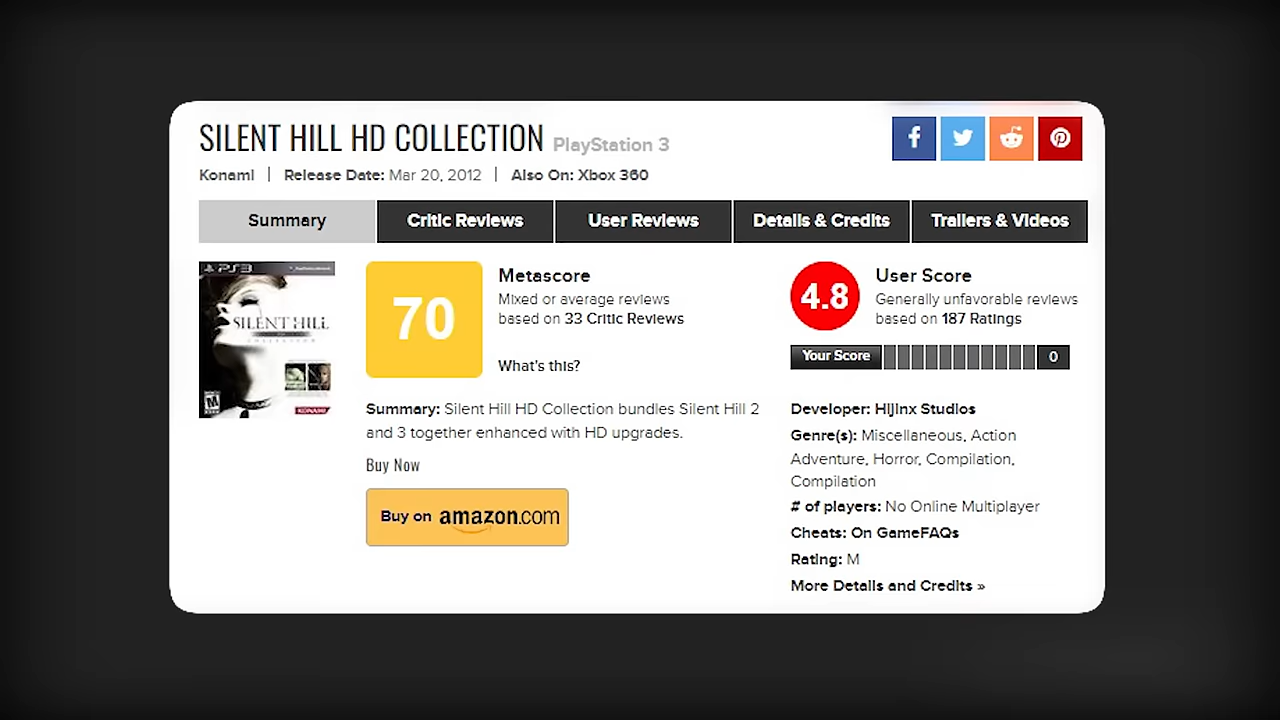 SILENT HILL HD COLLECTION PlayStation 3
Konami | Release Date: Mar 20, 2012 | Also On: Xbox 360
Summary Critic Reviews User Reviews Details & Credits Trailers & Videos
PS3
SILENT HILL
COLLECTION
M
KONAMI
70
Metascore
Mixed or average reviews
based on 33 Critic Reviews
What's this?
Summary: Silent Hill HD Collection bundles Silent Hill 2
and 3 together enhanced with HD upgrades.
Buy Now
Buy on amazon.com
4.8
User Score
Generally unfavorable reviews
based on 187 Ratings
Your Score 0
Developer: Hijinx Studios
Genre(s): Miscellaneous, Action
Adventure, Horror, Compilation,
Compilation
# of players: No Online Multiplayer
Cheats: On GameFAQs
Rating: M
More Details and Credits »